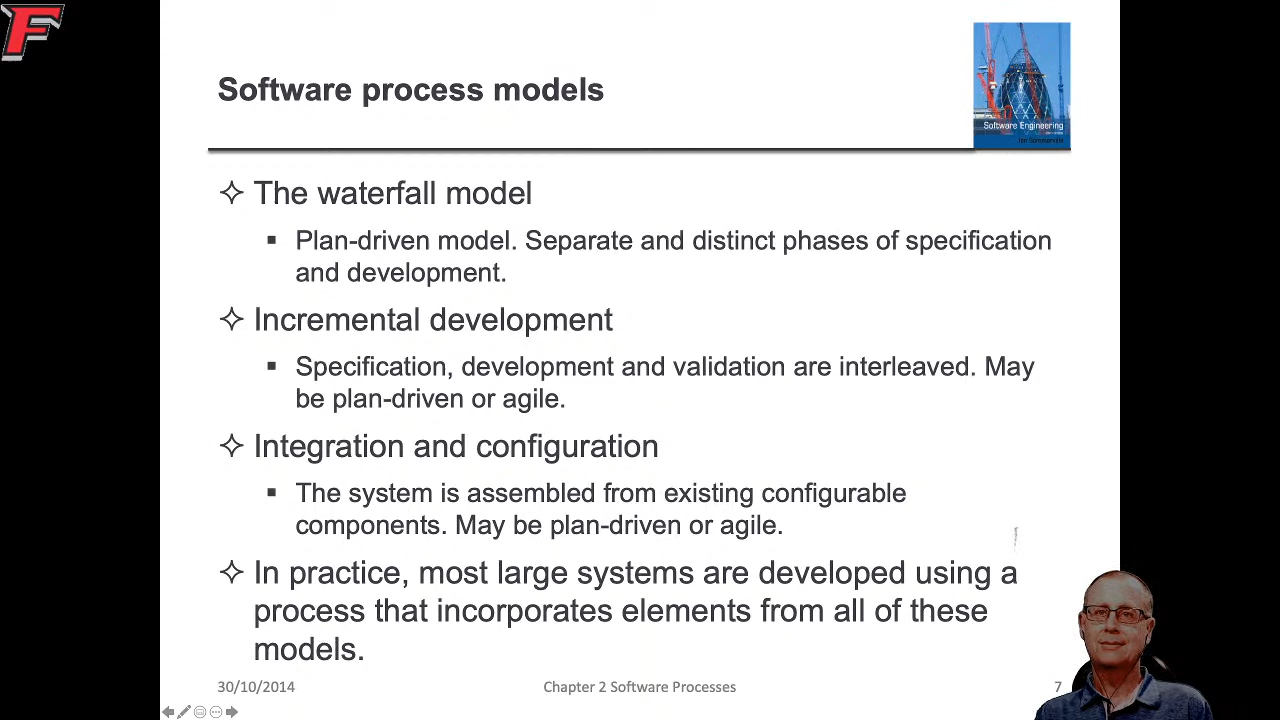 F
Software process models
Software Engineering
Ian Sommerville
✧ The waterfall model
▪ Plan-driven model. Separate and distinct phases of specification
and development.
✧ Incremental development
▪ Specification, development and validation are interleaved. May
be plan-driven or agile.
✧ Integration and configuration
▪ The system is assembled from existing configurable
components. May be plan-driven or agile.
✧ In practice, most large systems are developed using a
process that incorporates elements from all of these
models.
30/10/2014
Chapter 2 Software Processes
7